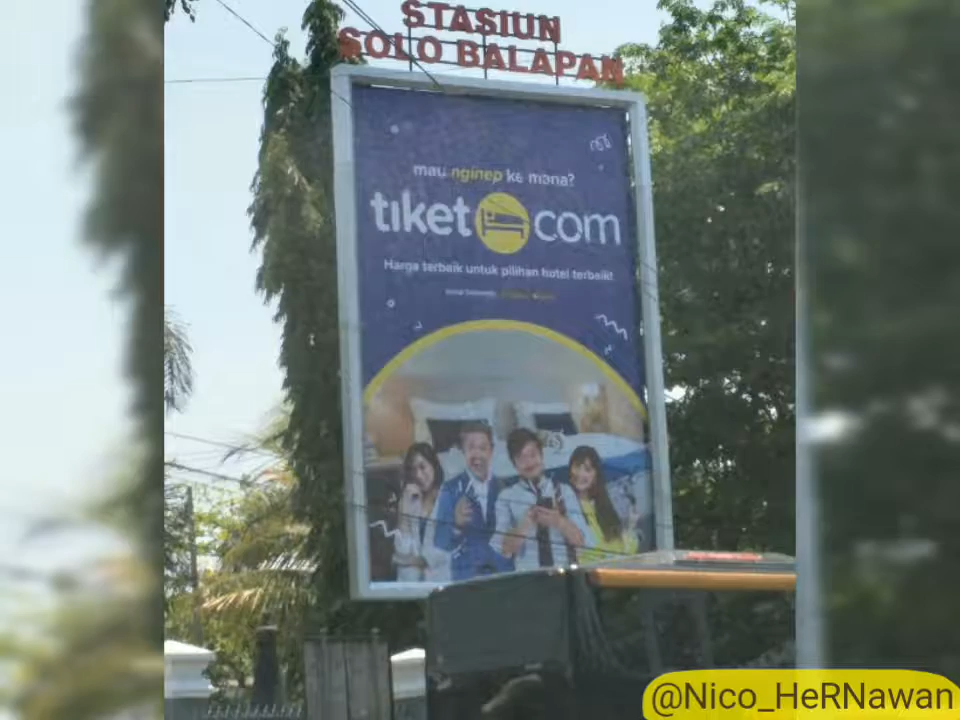 STASIUN
SOLO BALAPAN
mau nginep ke mana?
tiket com
Harga terbaik untuk pilihan hotel terbaik!
@Nico_HeRNawan